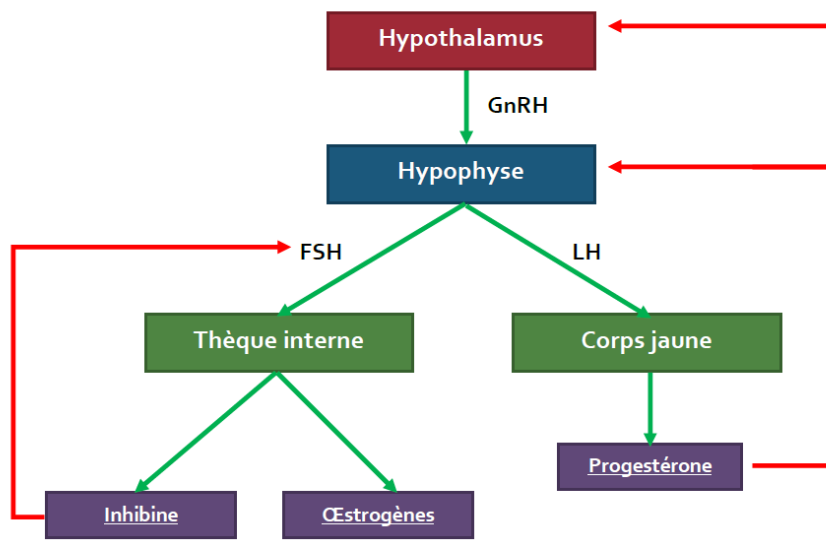 Hypothalamus
GnRH
Hypophyse
FSH
LH
Thèque interne
Corps jaune
Progestérone
Inhibine
Œstrogènes